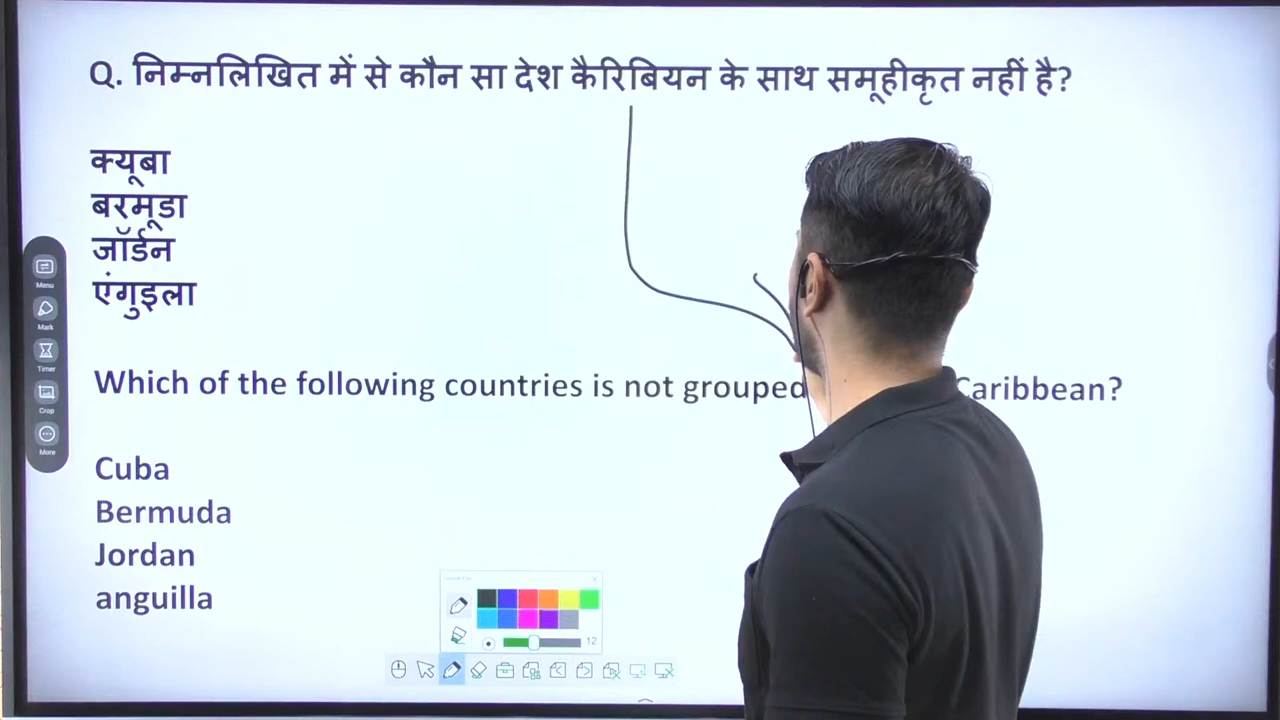 Q. निम्नलिखित में से कौन सा देश कैरिबियन के साथ समूहीकृत नहीं है?
क्यूबा
बरमूडा
जॉर्डन
एंगुइला
Which of the following countries is not grouped Caribbean?
Cuba
Bermuda
Jordan
anguilla
Menu
Mark
Timer
Crop
More
12